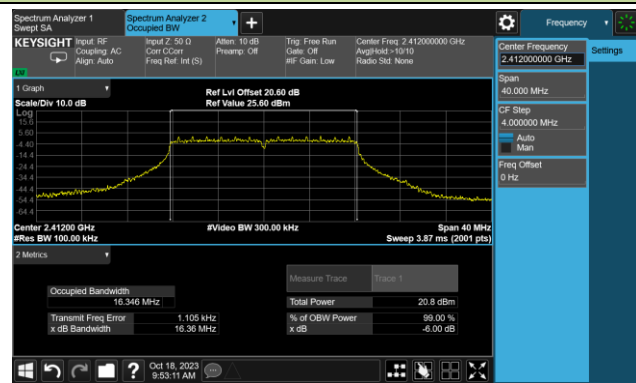 Spectrum Analyzer 1
Swept SA
Spectrum Analyzer 2
Occupied BW
Frequency
KEYSIGHT
Input: RF
Coupling: AC
Align: Auto
Input Z: 50 Ω
Corr CCorr
Freq Ref: Int (S)
Atten: 10 dB
Preamp: Off
Trig: Free Run
Gate: Off
#IF Gain: Low
Center Freq: 2.412000000 GHz
Avg|Hold:>10/10
Radio Std: None
Center Frequency
2.412000000 GHz
Settings
Span
40.000 MHz
CF Step
4.000000 MHz
Auto
Man
Freq Offset
0 Hz
1 Graph
Scale/Div 10.0 dB
Ref Lvl Offset 20.60 dB
Ref Value 25.60 dBm
Log
15.6
5.60
-4.40
-14.4
-24.4
-34.4
-44.4
-54.4
-64.4
Center 2.41200 GHz
#Res BW 100.00 kHz
#Video BW 300.00 kHz
Span 40 MHz
Sweep 3.87 ms (2001 pts)
2 Metrics
Measure Trace
Trace 1
Occupied Bandwidth
16.346 MHz
Total Power
20.8 dBm
Transmit Freq Error
1.105 kHz
% of OBW Power
99.00 %
x dB Bandwidth
16.36 MHz
x dB
-6.00 dB
Oct 18, 2023
9:53:11 AM